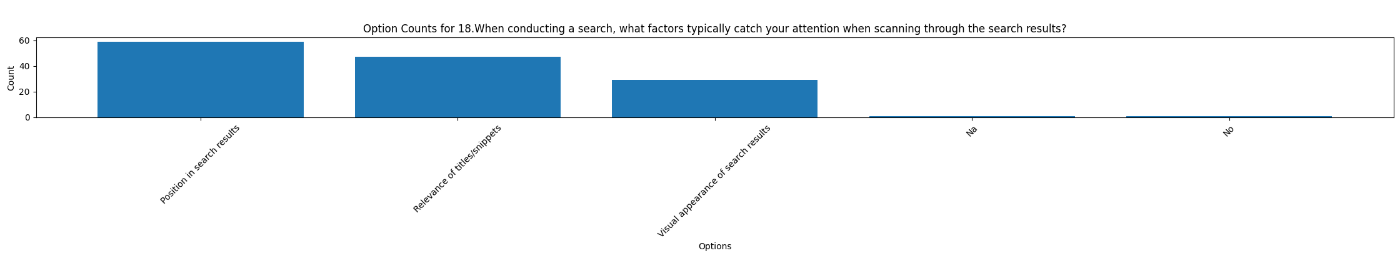 Option Counts for 18.When conducting a search, what factors typically catch your attention when scanning through the search results?
Count
60
40
20
0
Position in search results
Relevance of titles/snippets
Visual appearance of search results
Na
No
Options